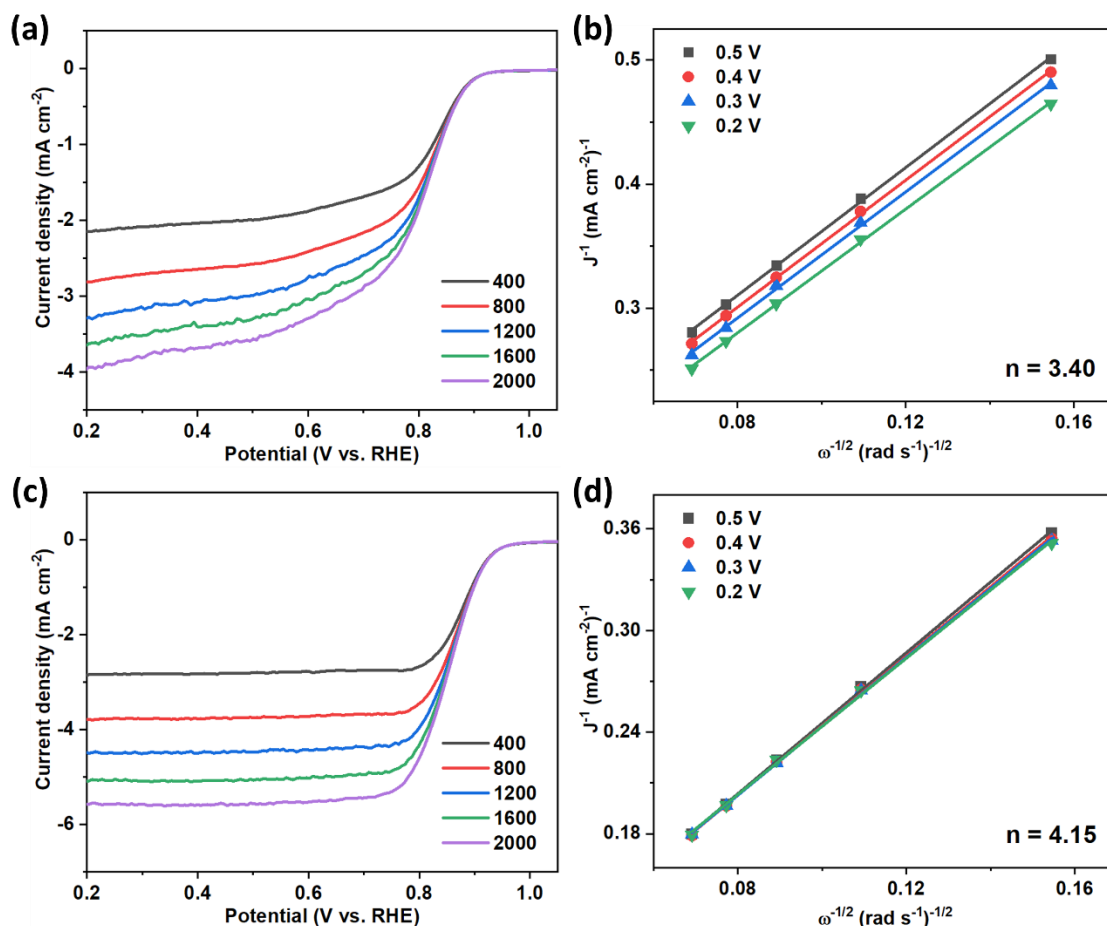 (a)
0
-1
-2
-3
-4
Current density (mA cm-2)
400
800
1200
1600
2000
0.2 0.4 0.6 0.8 1.0
Potential (V vs. RHE)
(b)
0.5
0.4
0.3
J-1 (mA cm-2)-1
0.5 V
0.4 V
0.3 V
0.2 V
n = 3.40
0.08 0.12 0.16
ω-1/2 (rad s-1)-1/2
(c)
0
-2
-4
-6
Current density (mA cm-2)
400
800
1200
1600
2000
0.2 0.4 0.6 0.8 1.0
Potential (V vs. RHE)
(d)
0.36
0.30
0.24
0.18
J-1 (mA cm-2)-1
0.5 V
0.4 V
0.3 V
0.2 V
n = 4.15
0.08 0.12 0.16
ω-1/2 (rad s-1)-1/2